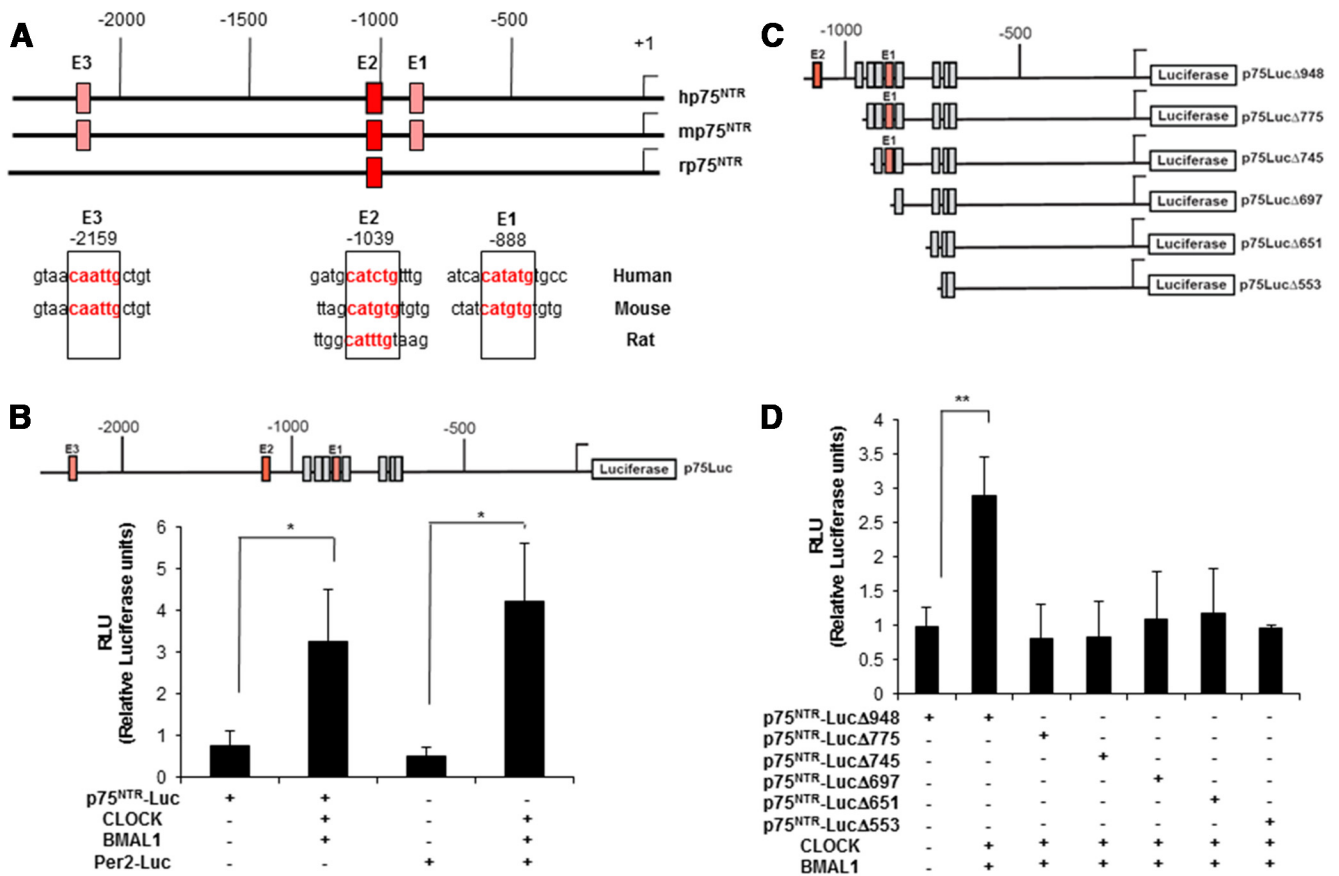 A
-2000 -1500 -1000 -500 +1
E3 E2 E1
hp75NTR
mp75NTR
rp75NTR
E3 E2 E1
-2159 -1039 -888
gtaacaattgctgt gatgcatctgtttg atcacatatgtgcc Human
gtaacaattgctgt ttagcatgtgtgtg ctatcatgtgtgtg Mouse
ttggcatttgtaag Rat
B
-2000 -1000 -500
E3 E2 E1
Luciferase p75Luc
RLU
(Relative Luciferase units)
6
5
4
3
2
1
0
* *
p75NTR-Luc + + - -
CLOCK - + - +
BMAL1 - + - +
Per2-Luc - - + +
C
-1000 -500
E2 E1
Luciferase p75LucΔ948
E1
Luciferase p75LucΔ775
E1
Luciferase p75LucΔ745
Luciferase p75LucΔ697
Luciferase p75LucΔ651
Luciferase p75LucΔ553
D
RLU
(Relative Luciferase units)
4
3.5
3
2.5
2
1.5
1
0.5
0
**
p75NTR-LucΔ948 + + - - - - -
p75NTR-LucΔ775 - - + - - - -
p75NTR-LucΔ745 - - - + - - -
p75NTR-LucΔ697 - - - - + - -
p75NTR-LucΔ651 - - - - - + -
p75NTR-LucΔ553 - - - - - - +
CLOCK - + + + + + +
BMAL1 - + + + + + +